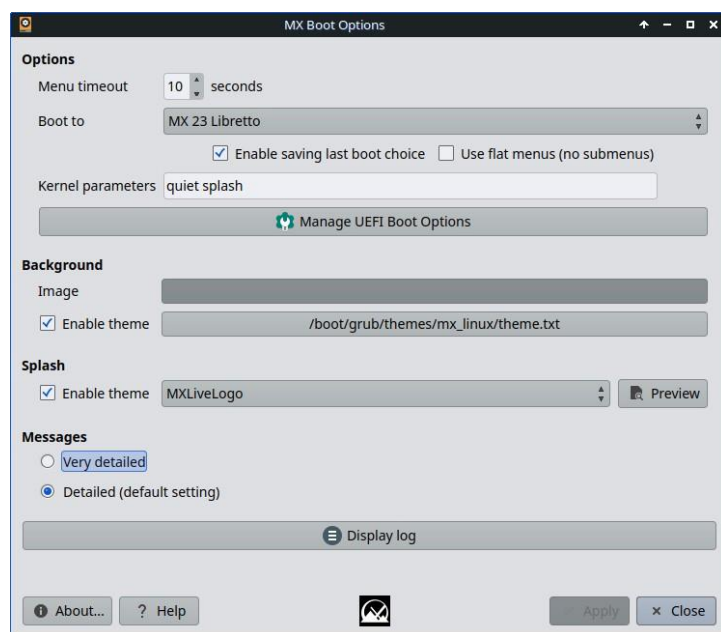 MX Boot Options
Options
Menu timeout 10 seconds
Boot to MX 23 Libretto
Enable saving last boot choice Use flat menus (no submenus)
Kernel parameters quiet splash
Manage UEFI Boot Options
Background
Image
Enable theme /boot/grub/themes/mx_linux/theme.txt
Splash
Enable theme MXLiveLogo Preview
Messages
Very detailed
Detailed (default setting)
Display log
About... ? Help Apply Close